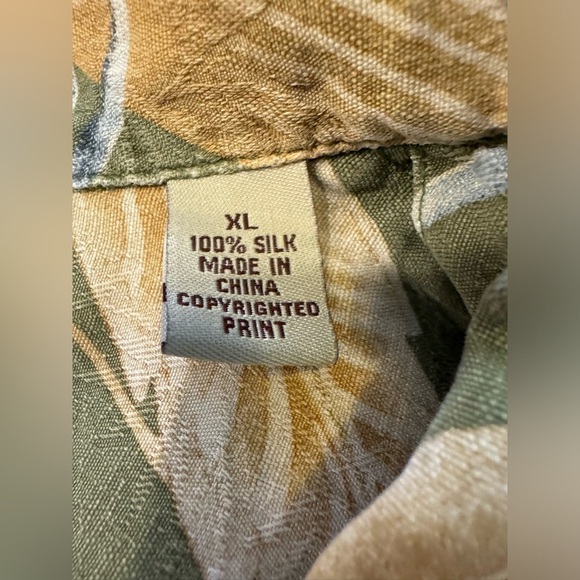 XL
100% SILK
MADE IN
CHINA
COPYRIGHTED
PRINT